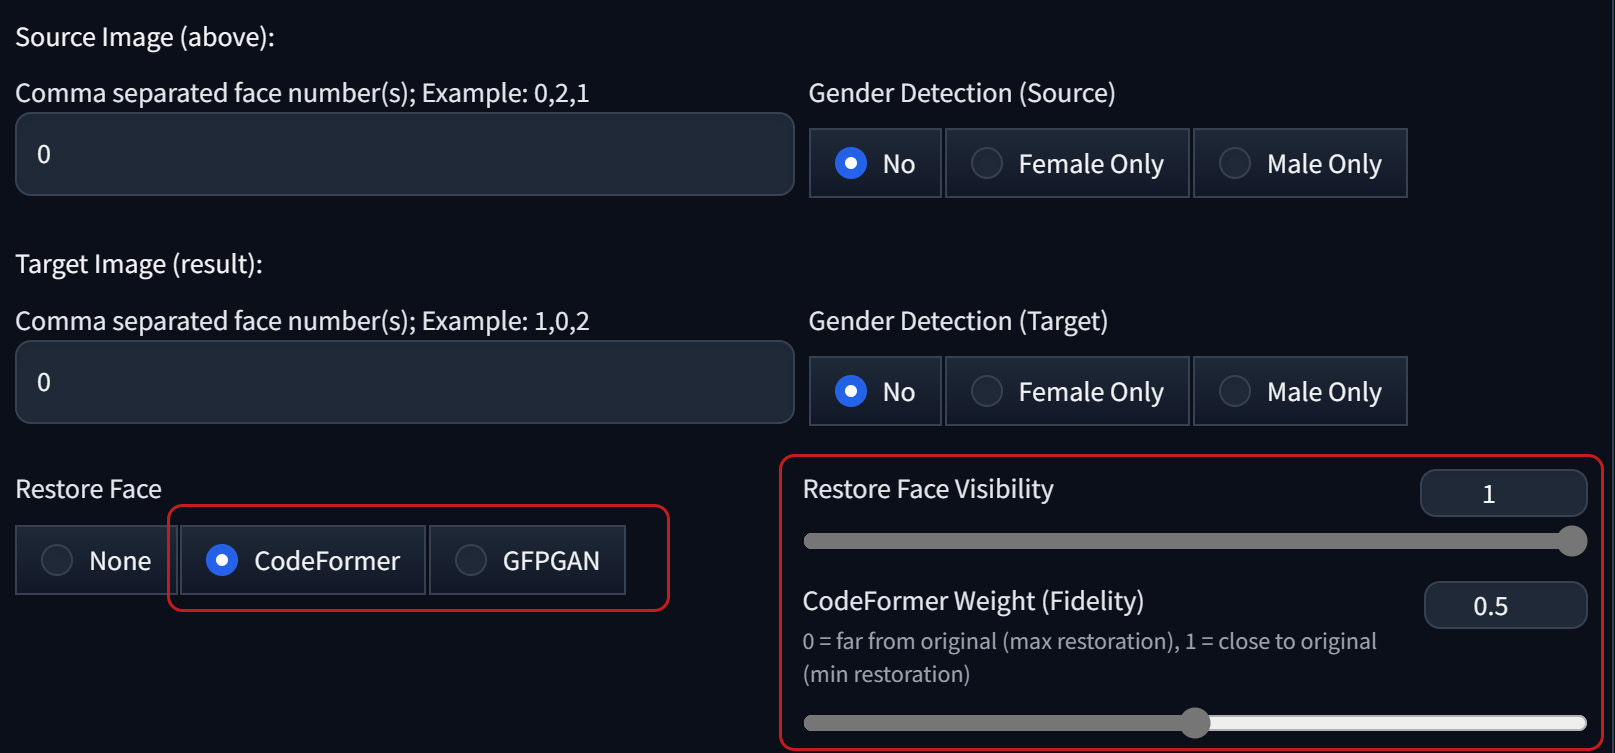 Source Image (above):
Comma separated face number(s); Example: 0,2,1
Gender Detection (Source)
0
No
Female Only
Male Only
Target Image (result):
Comma separated face number(s); Example: 1,0,2
Gender Detection (Target)
0
No
Female Only
Male Only
Restore Face
None
CodeFormer
GFPGAN
Restore Face Visibility
1
CodeFormer Weight (Fidelity)
0.5
0 = far from original (max restoration), 1 = close to original
(min restoration)